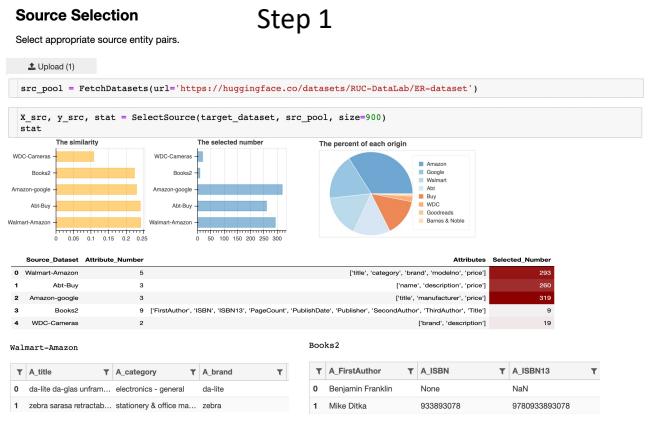 Source Selection
Step 1
Select appropriate source entity pairs.
Upload (1)
src_pool = FetchDatasets(url='https://huggingface.co/datasets/RUC-DataLab/ER-dataset')
X_src, y_src, stat = SelectSource(target_dataset, src_pool, size=900)
stat
The similarity
WDC-Cameras
Books2
Amazon-google
Abt-Buy
Walmart-Amazon
0 0.05 0.1 0.15 0.2 0.25
The selected number
WDC-Cameras
Books2
Amazon-google
Abt-Buy
Walmart-Amazon
0 50 100 150 200 250 300
The percent of each origin
Amazon
Google
Walmart
Abt
Buy
WDC
Goodreads
Barnes & Noble
Source_Dataset Attribute_Number Attributes Selected_Number
0 Walmart-Amazon 5 ['title', 'category', 'brand', 'modelno', 'price'] 293
1 Abt-Buy 3 ['name', 'description', 'price'] 260
2 Amazon-google 3 ['title', 'manufacturer', 'price'] 319
3 Books2 9 ['FirstAuthor', 'ISBN', 'ISBN13', 'PageCount', 'PublishDate', 'Publisher', 'SecondAuthor', 'ThirdAuthor', 'Title'] 9
4 WDC-Cameras 2 ['brand', 'description'] 19
Walmart-Amazon
A_title A_category A_brand
0 da-lite da-glas unfram... electronics - general da-lite
1 zebra sarasa retractab... stationery & office ma... zebra
Books2
A_FirstAuthor A_ISBN A_ISBN13
0 Benjamin Franklin None NaN
1 Mike Ditka 933893078 9780933893078